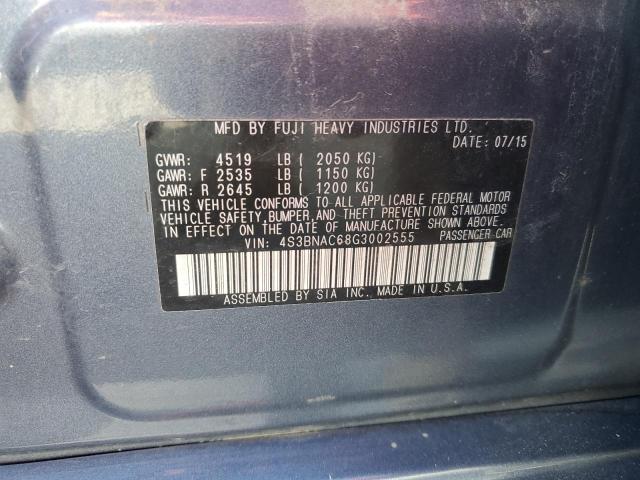 MFD BY FUJI HEAVY INDUSTRIES LTD.
DATE: 07/15
GVWR: 4519 LB ( 2050 KG)
GAWR: F 2535 LB ( 1150 KG)
GAWR: R 2645 LB ( 1200 KG)
THIS VEHICLE CONFORMS TO ALL APPLICABLE FEDERAL MOTOR
VEHICLE SAFETY, BUMPER, AND THEFT PREVENTION STANDARDS
IN EFFECT ON THE DATE OF MANUFACTURE SHOWN ABOVE.
VIN: 4S3BNAC68G3002555 PASSENGER CAR
ASSEMBLED BY SIA INC. MADE IN U.S.A.